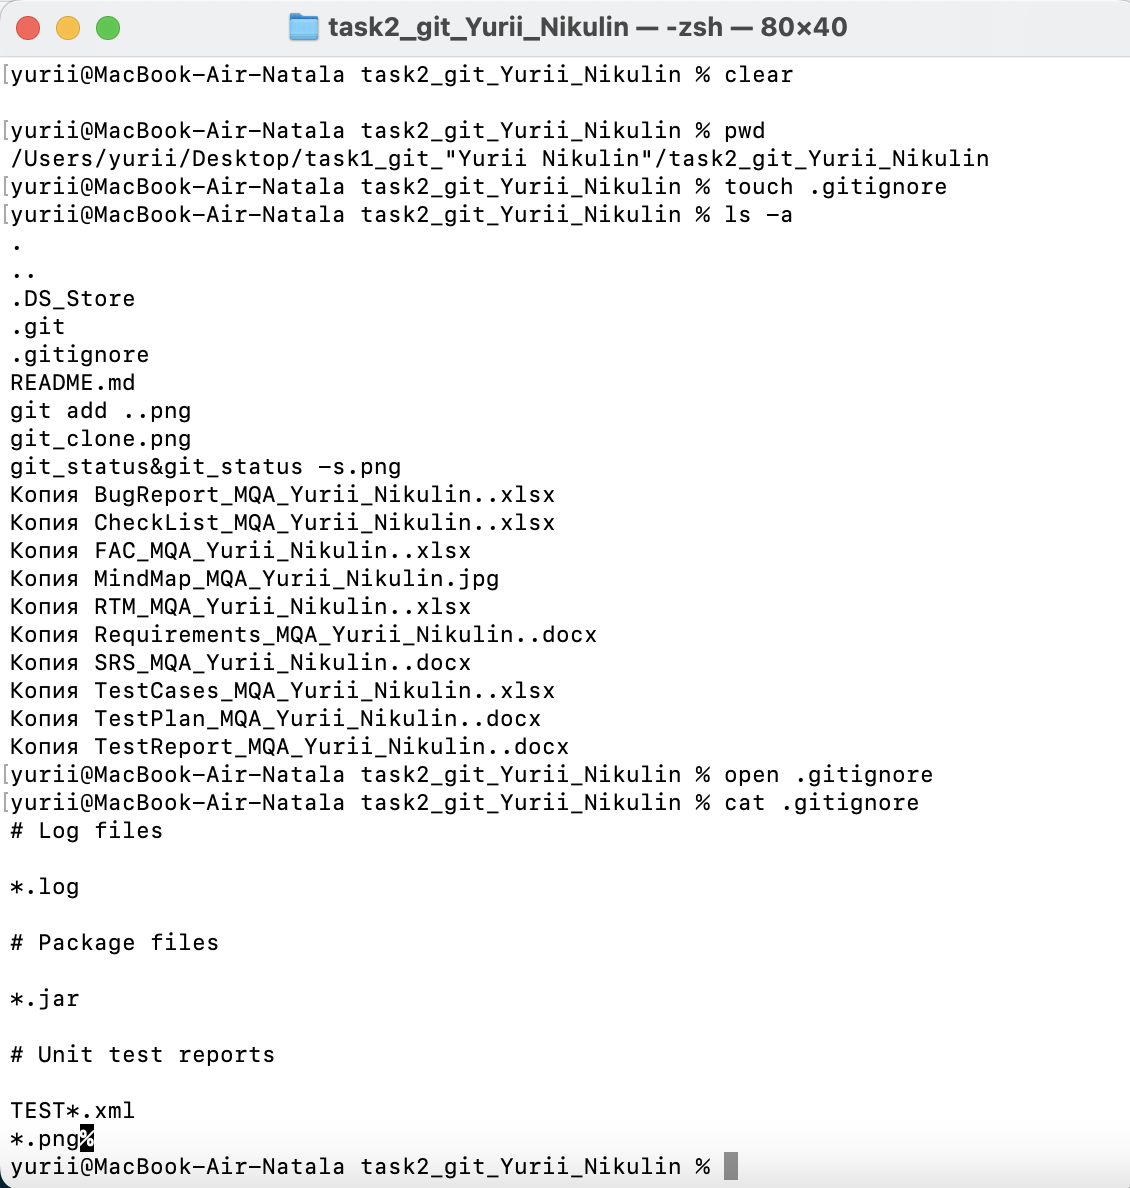 task2_git_Yurii_Nikulin — -zsh — 80×40
[yurii@MacBook-Air-Natala task2_git_Yurii_Nikulin % clear
[yurii@MacBook-Air-Natala task2_git_Yurii_Nikulin % pwd
/Users/yurii/Desktop/task1_git_"Yurii Nikulin"/task2_git_Yurii_Nikulin
[yurii@MacBook-Air-Natala task2_git_Yurii_Nikulin % touch .gitignore
[yurii@MacBook-Air-Natala task2_git_Yurii_Nikulin % ls -a
.
..
.DS_Store
.git
.gitignore
README.md
git add ..png
git_clone.png
git_status&git_status -s.png
Копия BugReport_MQA_Yurii_Nikulin..xlsx
Копия CheckList_MQA_Yurii_Nikulin..xlsx
Копия FAC_MQA_Yurii_Nikulin..xlsx
Копия MindMap_MQA_Yurii_Nikulin.jpg
Копия RTM_MQA_Yurii_Nikulin..xlsx
Копия Requirements_MQA_Yurii_Nikulin..docx
Копия SRS_MQA_Yurii_Nikulin..docx
Копия TestCases_MQA_Yurii_Nikulin..xlsx
Копия TestPlan_MQA_Yurii_Nikulin..docx
Копия TestReport_MQA_Yurii_Nikulin..docx
[yurii@MacBook-Air-Natala task2_git_Yurii_Nikulin % open .gitignore
[yurii@MacBook-Air-Natala task2_git_Yurii_Nikulin % cat .gitignore
# Log files
*.log
# Package files
*.jar
# Unit test reports
TEST*.xml
*.png%
yurii@MacBook-Air-Natala task2_git_Yurii_Nikulin %